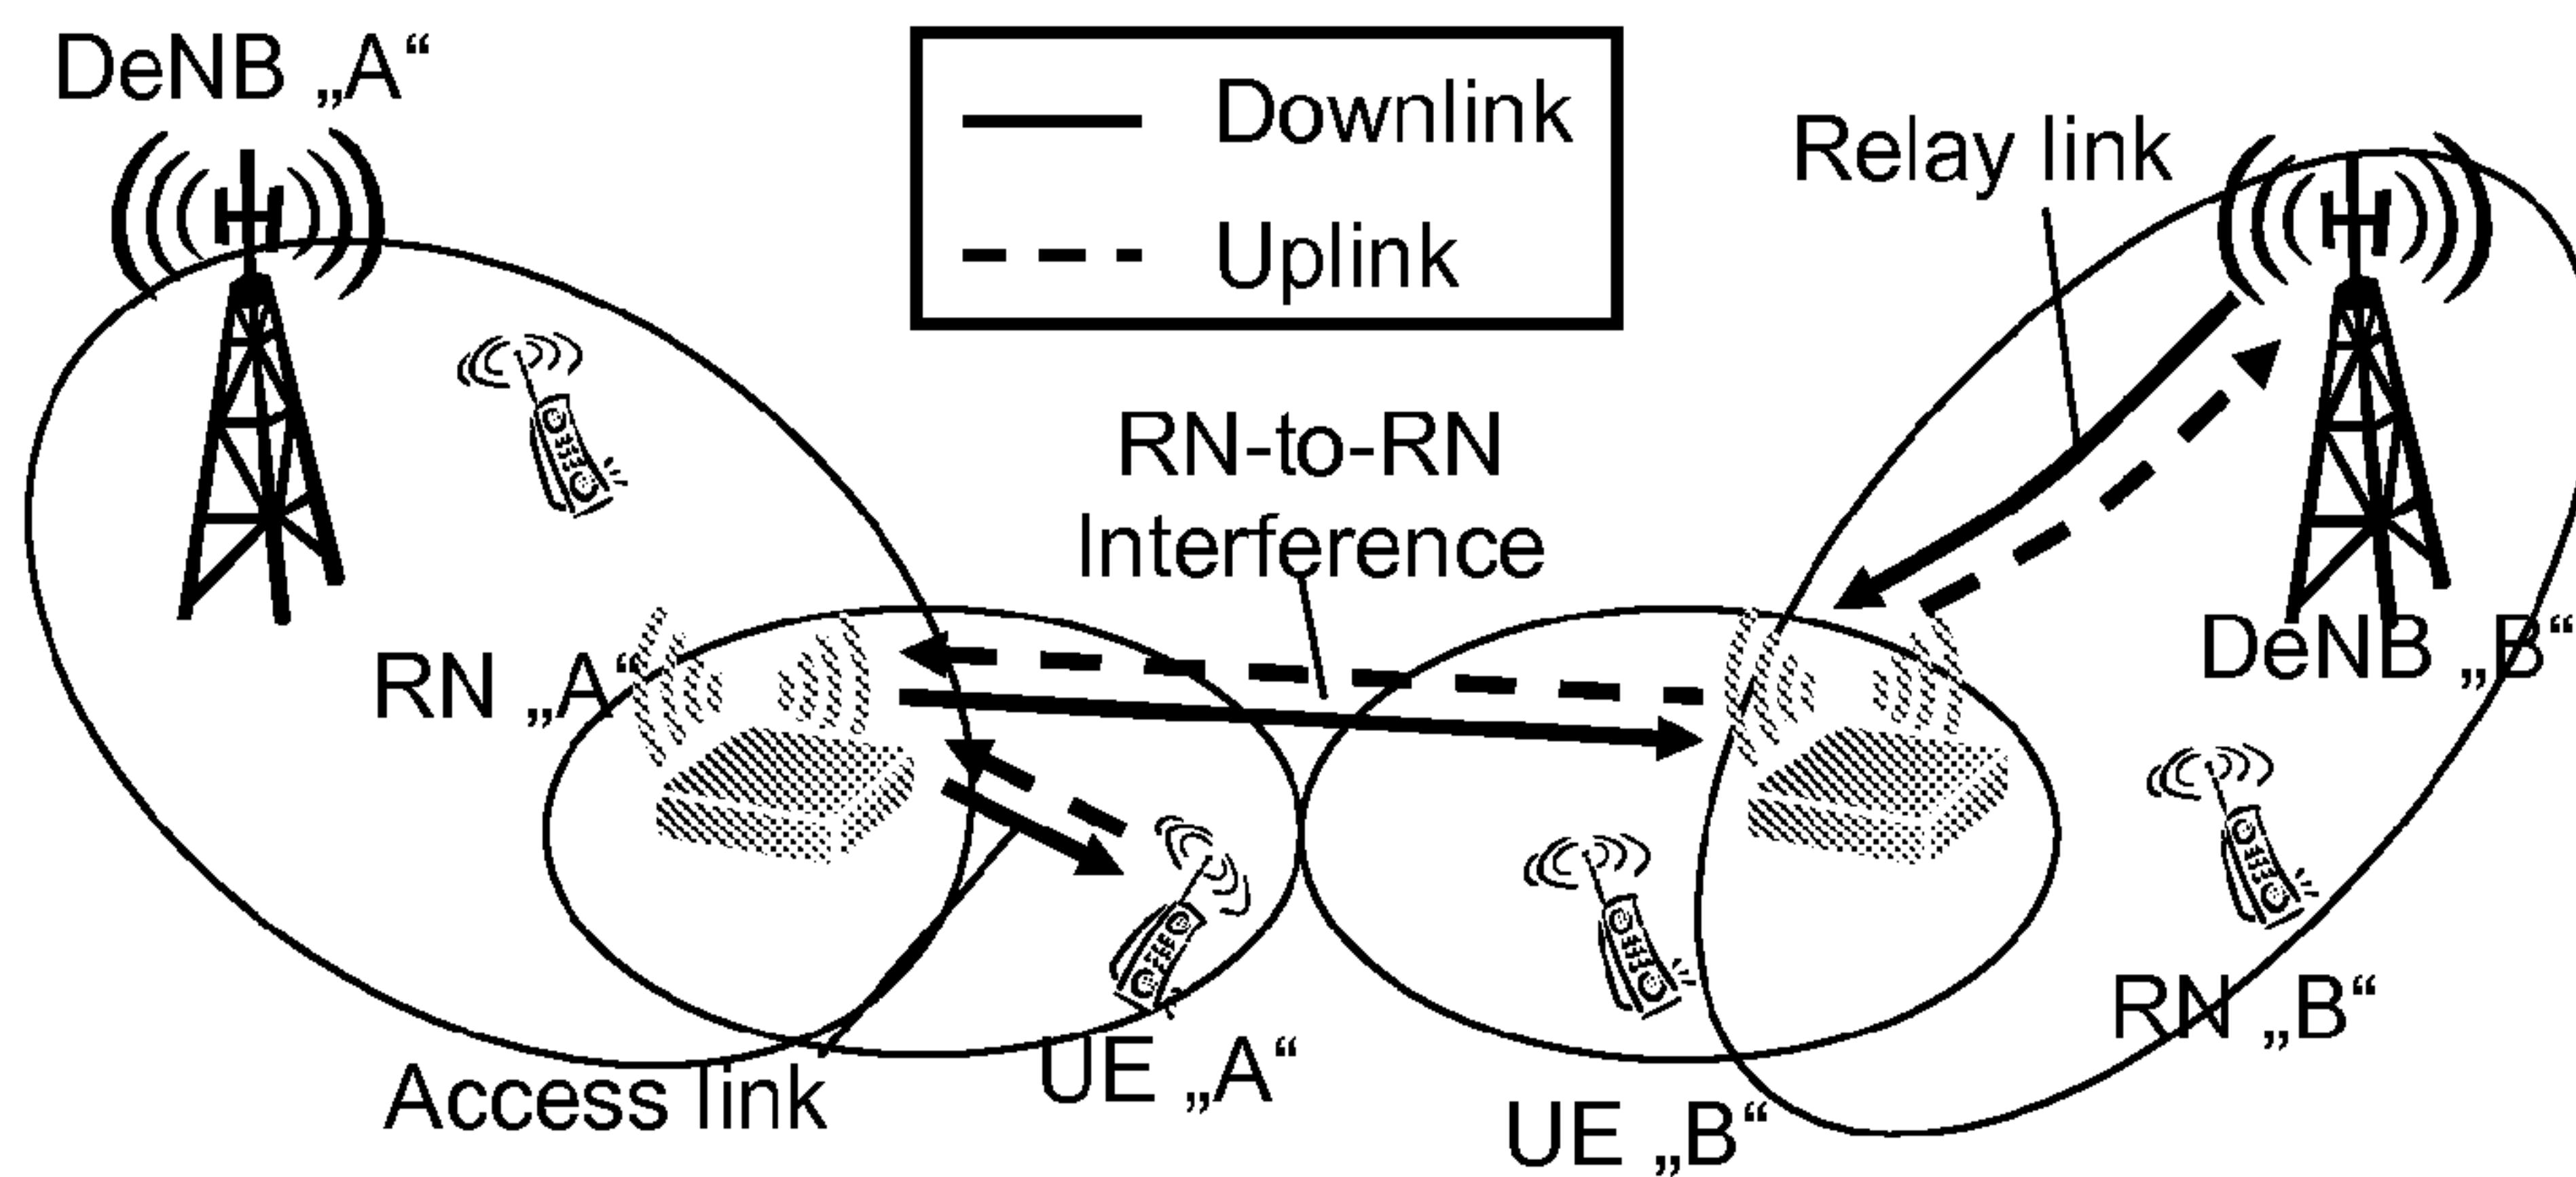 DeNB „A“
Downlink
Uplink
Relay link
RN-to-RN
Interference
RN „A“
DeNB „B“
RN „B“
Access link
UE „A“
UE „B“